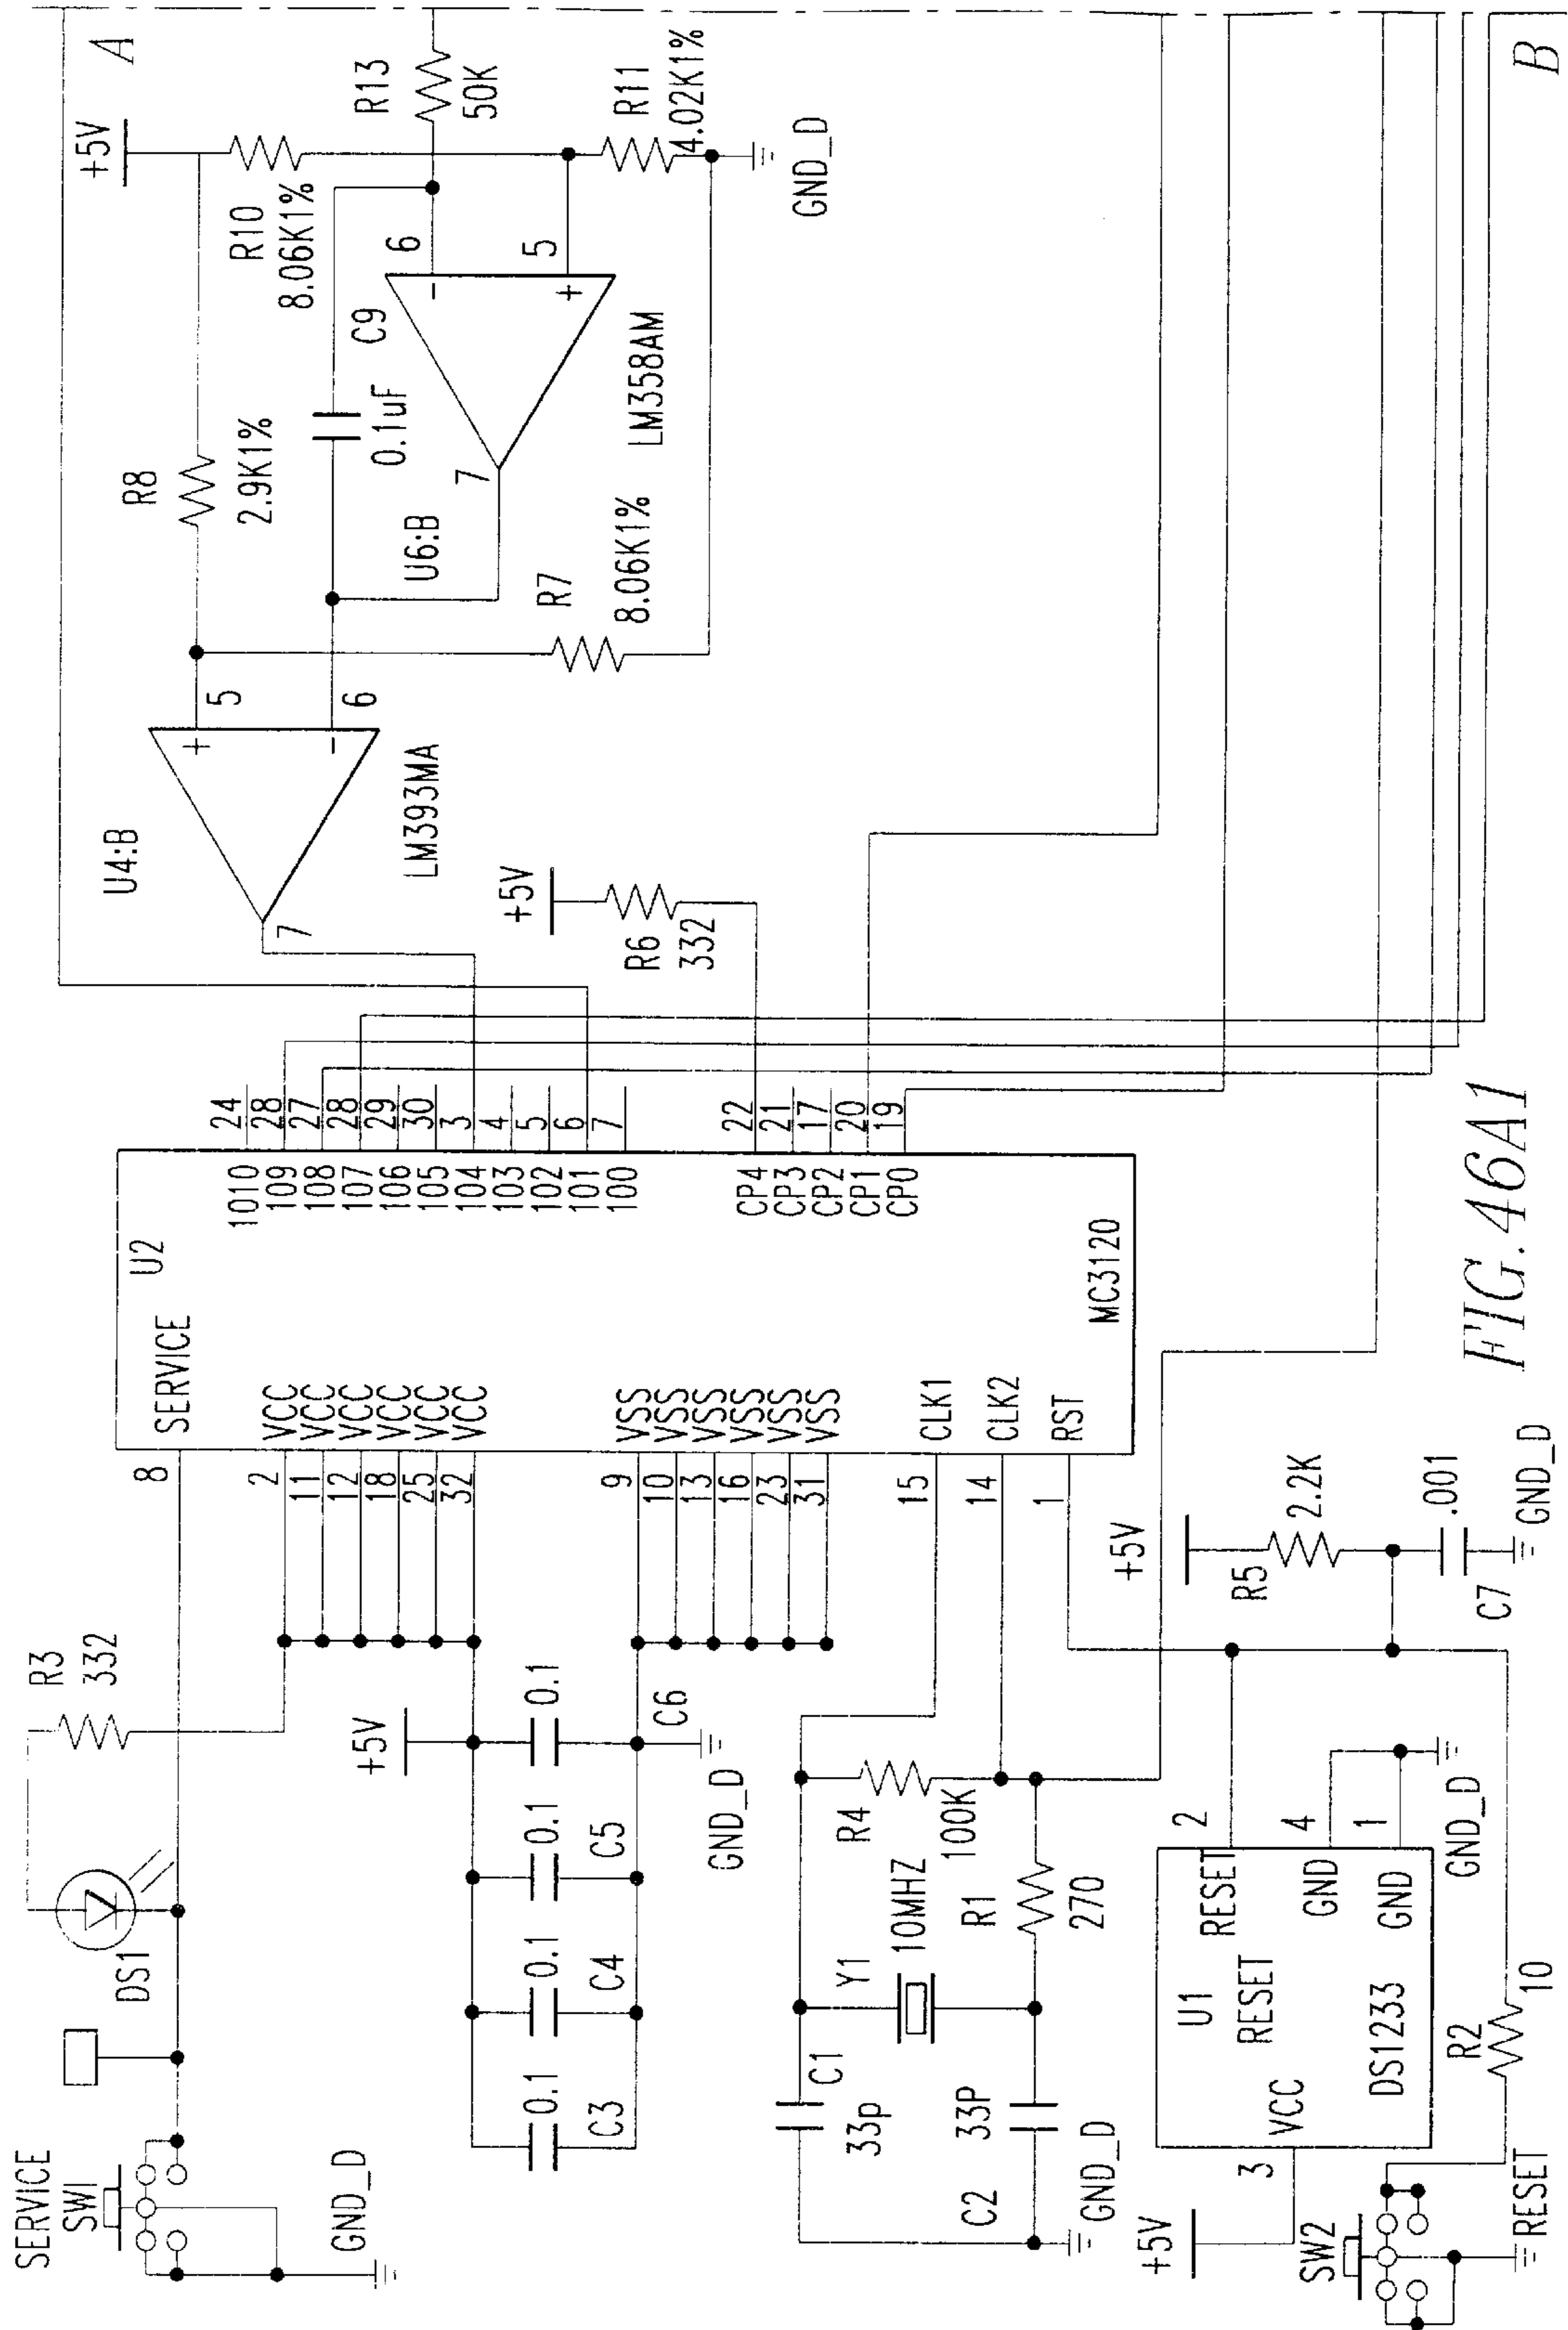 SERVICE
SW1
GND_D
DS1
R3
332
8
SERVICE
U2
2 VCC
11 VCC
12 VCC
18 VCC
25 VCC
32 VCC
9 VSS
10 VSS
13 VSS
16 VSS
23 VSS
31 VSS
15 CLK1
14 CLK2
1 RST
MC3120
1010 24
109 28
108 27
107 28
106 29
105 30
104 3
103 4
102 5
101 6
100 7
CP4 22
CP3 21
CP2 17
CP1 20
CP0 19
+5V
0.1
C3
0.1
C4
0.1
C5
0.1
C6
GND_D
C1
33p
Y1
10MHZ
R4
100K
33P
C2
GND_D
R1
270
+5V
3
VCC
U1
RESET
RESET
2
GND
4
GND
1
DS1233
GND_D
SW2
RESET
R2
10
+5V
R5
2.2K
C7
.001
GND_D
U4:B
+
5
-
6
7
LM393MA
+5V
R6
332
R8
2.9K1%
+5V
R10
8.06K1%
R13
50K
R11
4.02K1%
GND_D
C9
0.1uF
-
6
+
5
7
U6:B
LM358AM
R7
8.06K1%
A
B
FIG.46A1